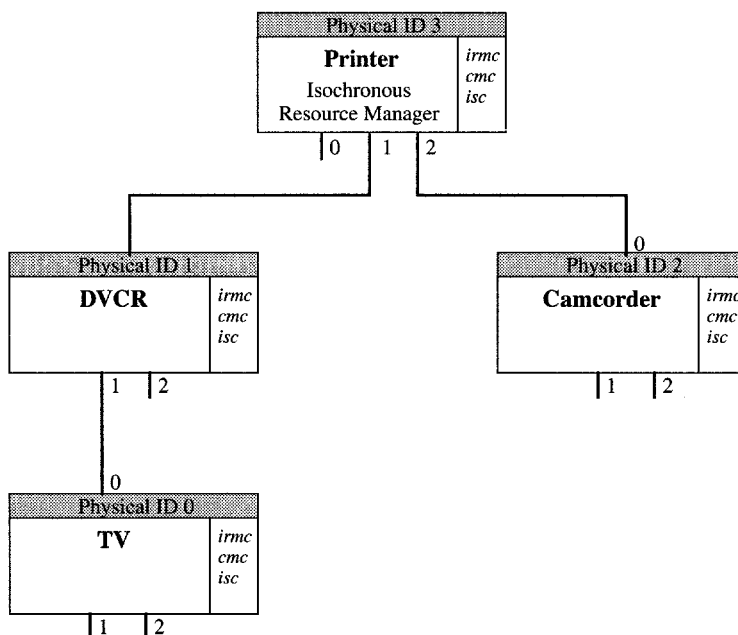 Physical ID 3
Printer
Isochronous
Resource Manager
irmc
cmc
isc
0 1 2
Physical ID 1
DVCR
irmc
cmc
isc
1 2
0
Physical ID 2
Camcorder
irmc
cmc
isc
1 2
0
Physical ID 0
TV
irmc
cmc
isc
1 2